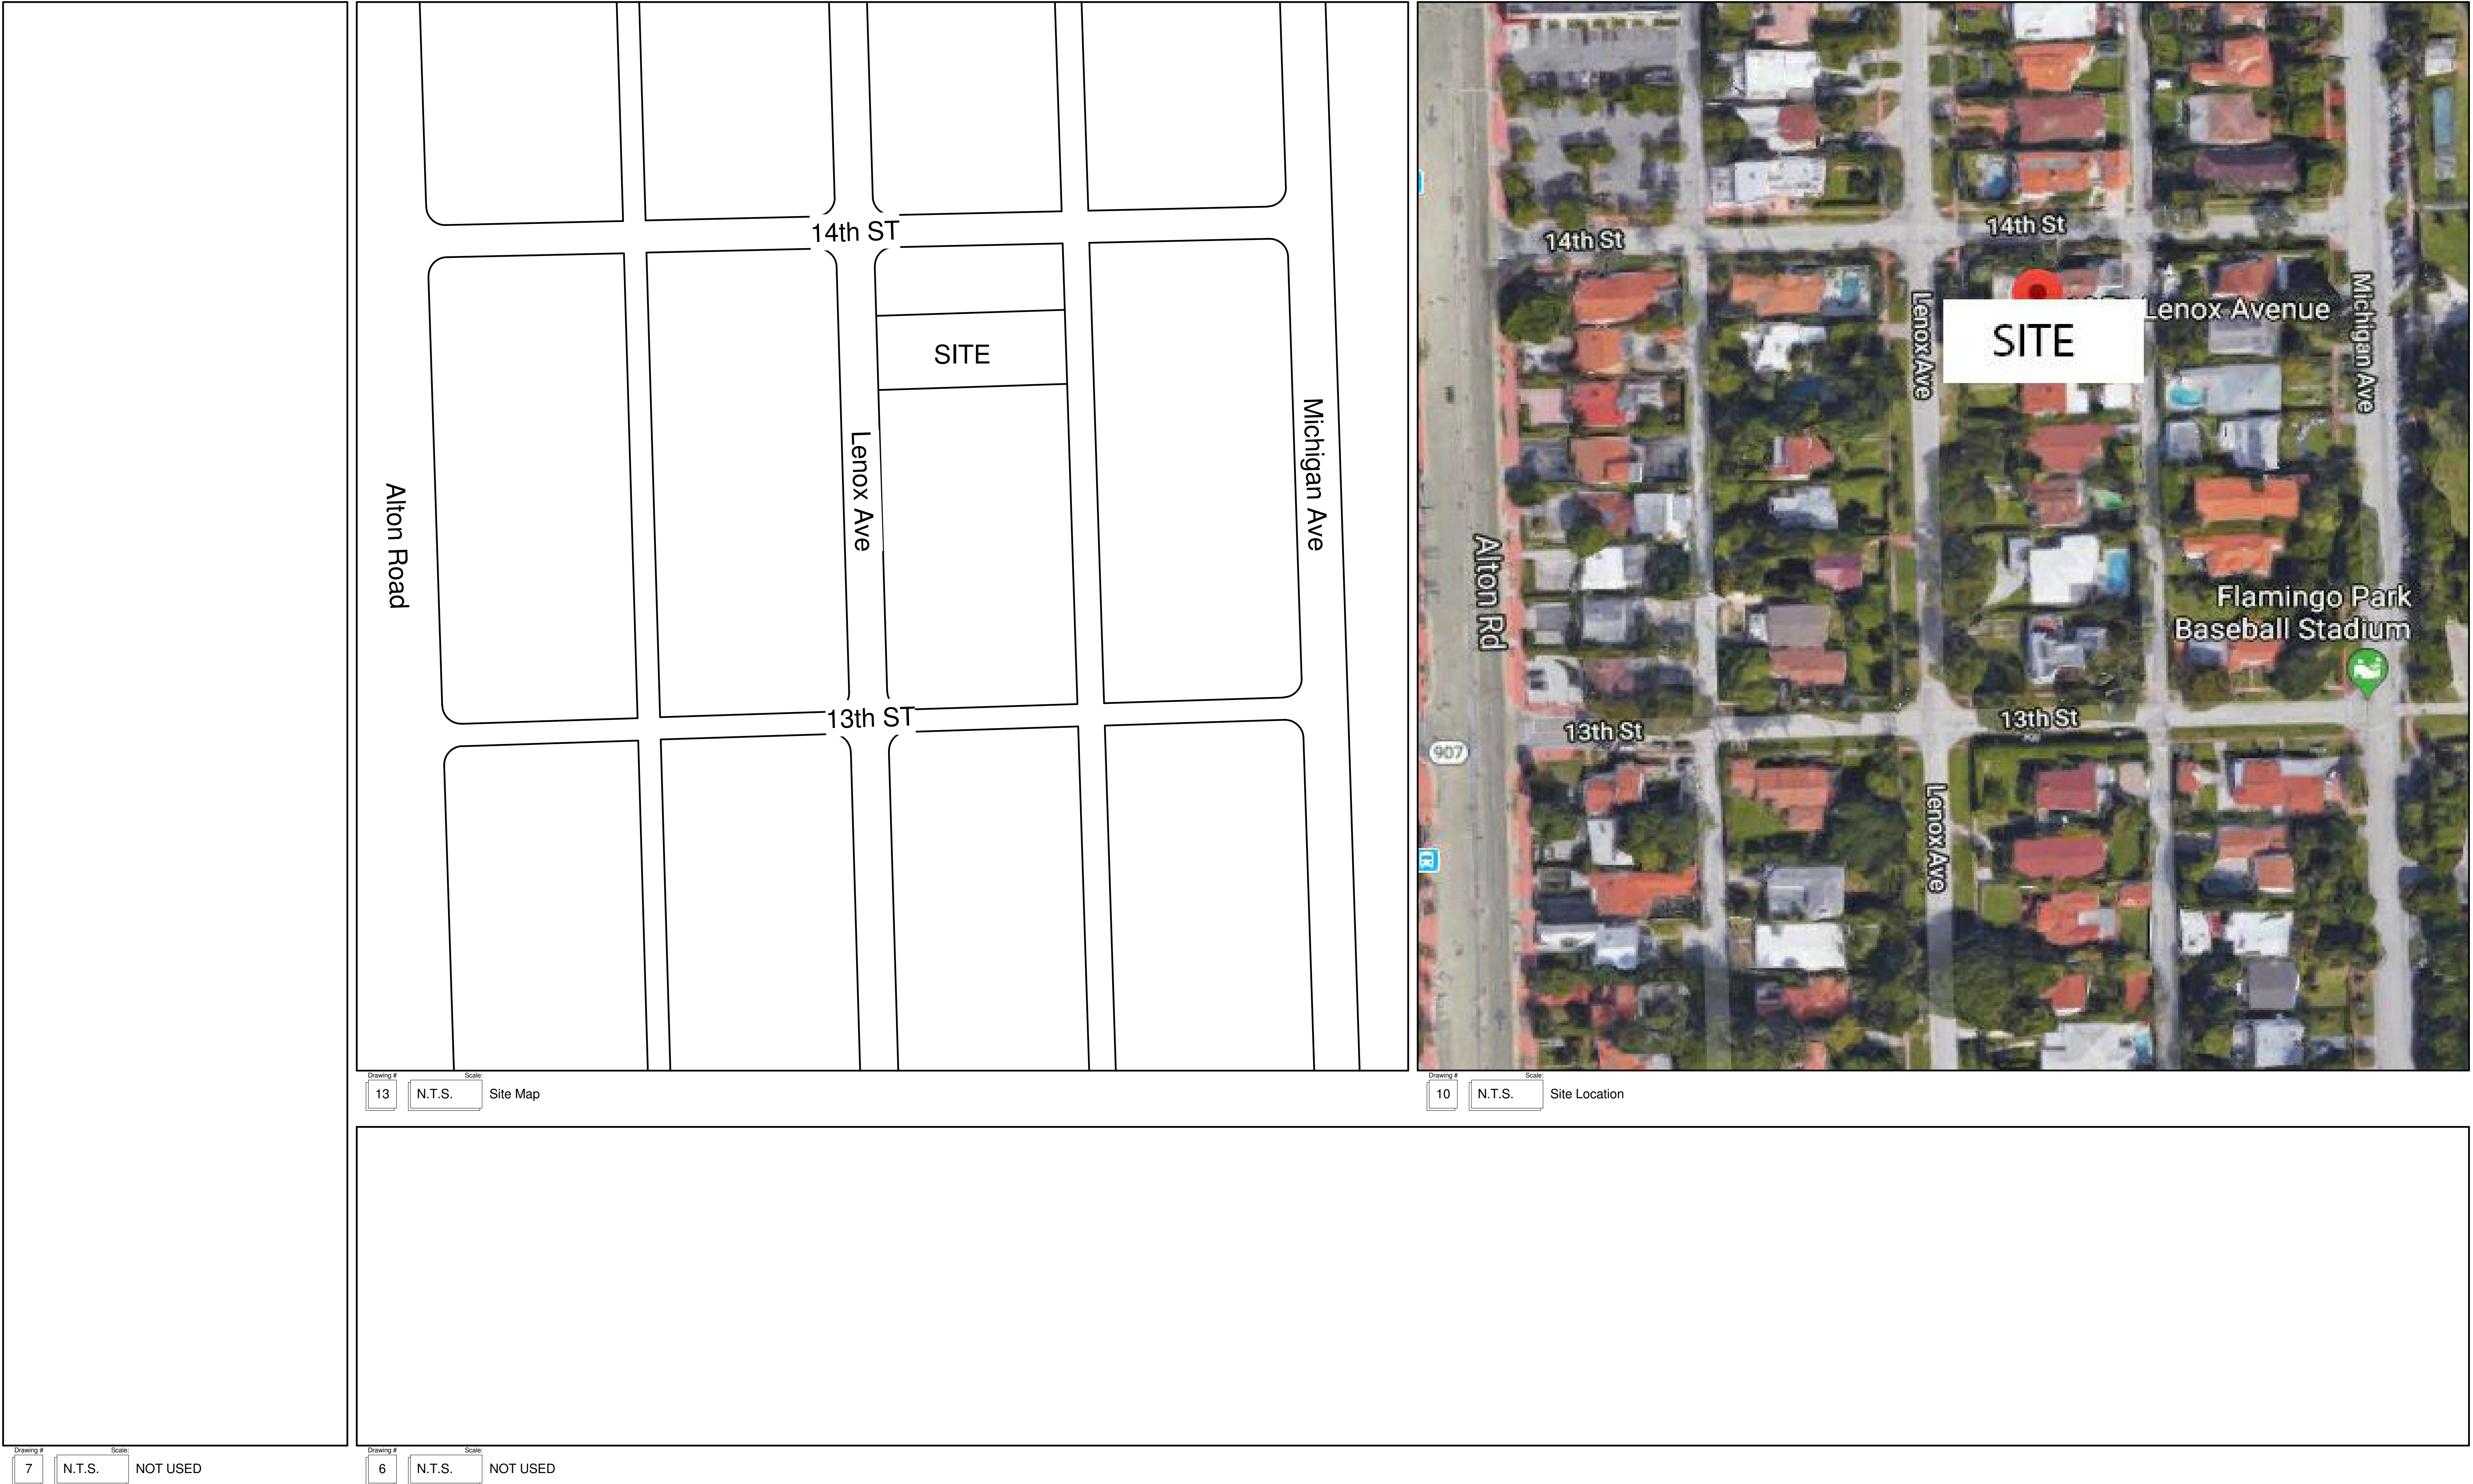 14th ST
SITE
Lenox Ave
Michigan Ave
Alton Road
13th ST
Drawing #
Scale:
13
N.T.S.
Site Map
14th St
14th St
Lenox Avenue
SITE
Lenox Ave
Michigan Ave
Alton Rd
Flamingo Park
Baseball Stadium
13th St
13th St
907
Lenox Ave
Drawing #
Scale:
10
N.T.S.
Site Location
Drawing #
Scale:
7
N.T.S.
NOT USED
Drawing #
Scale:
6
N.T.S.
NOT USED